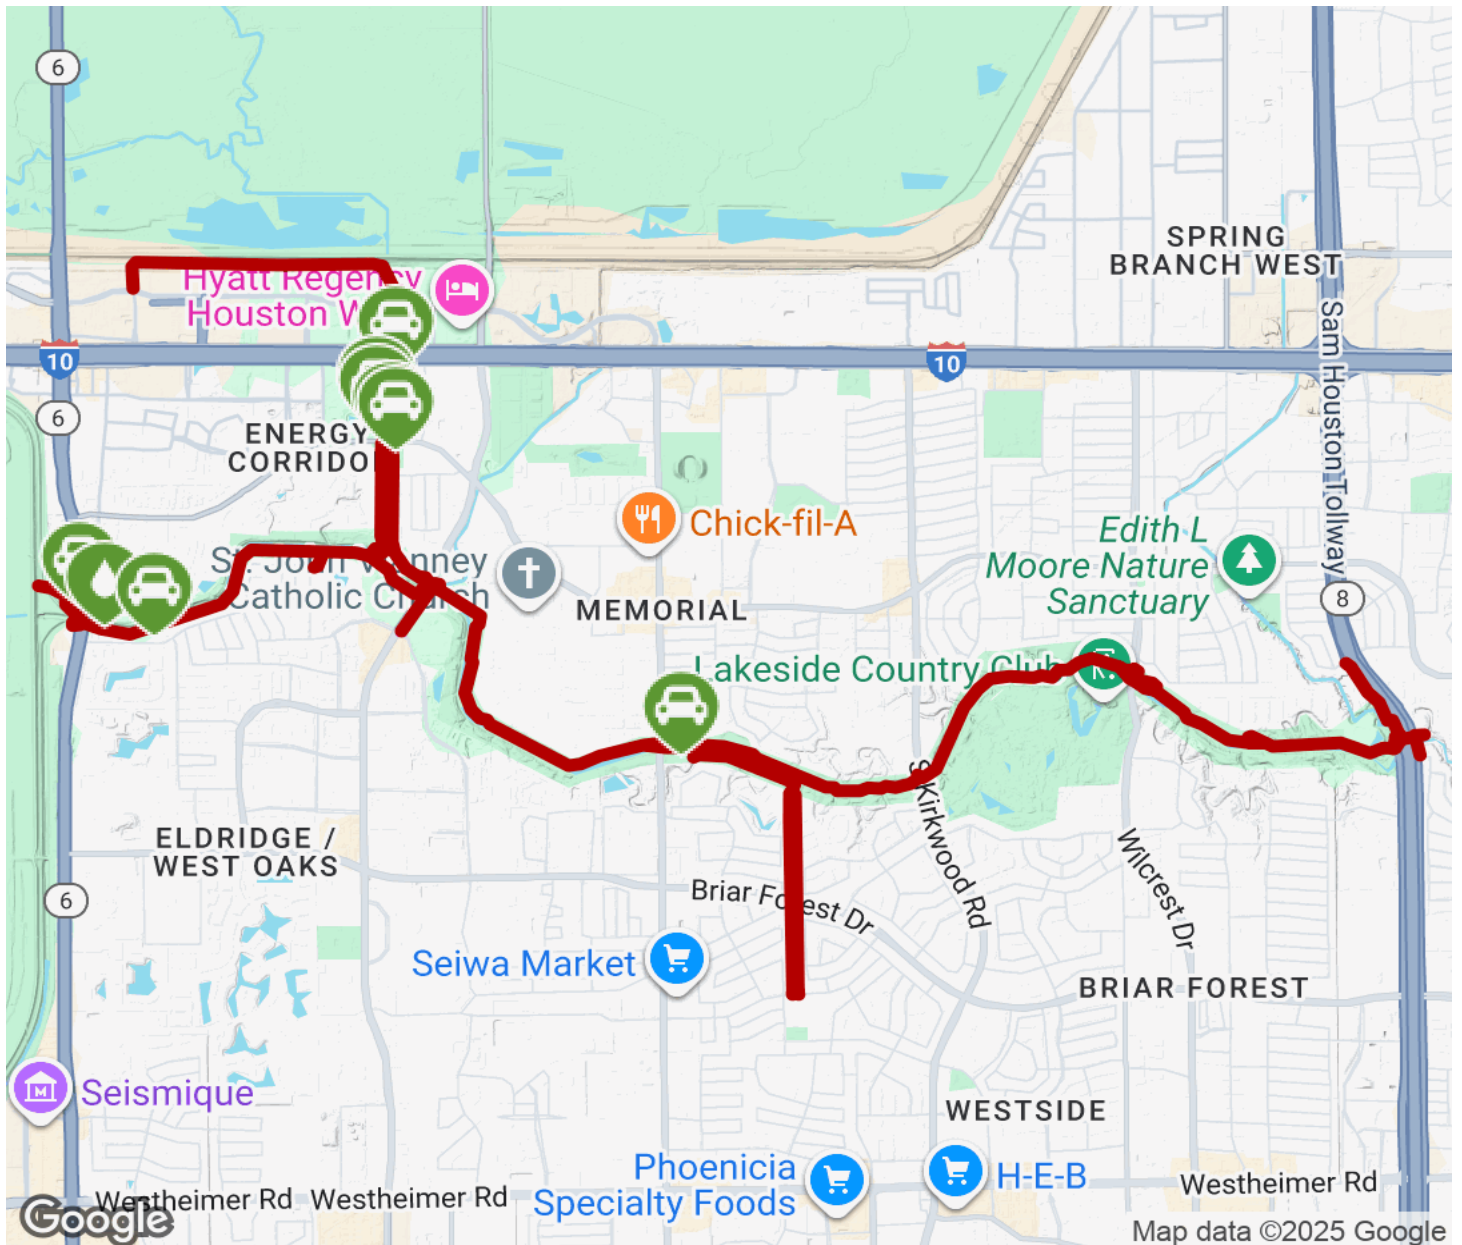 6
SPRING
BRANCH WEST
Hyatt Regency
Houston W
Sam Houston Tollway
10
10
6
ENERGY
CORRIDO
Chick-fil-A
Edith L
Moore Nature
Sanctuary
St. John Vianney
Catholic Church
MEMORIAL
8
Lakeside Country Club
S Kirkwood Rd
Wilcrest Dr
ELDRIDGE /
WEST OAKS
6
Briar Forest Dr
Seiwa Market
BRIAR FOREST
M
Seismique
WESTSIDE
Phoenicia
Specialty Foods
H-E-B
Westheimer Rd
Westheimer Rd
Westheimer Rd
Google
Map data ©2025 Google